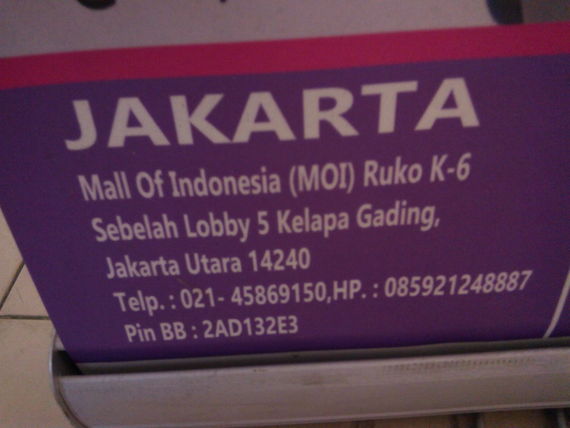 JAKARTA
Mall Of Indonesia (MOI) Ruko K-6
Sebelah Lobby 5 Kelapa Gading,
Jakarta Utara 14240
Telp. : 021- 45869150,HP. : 085921248887
Pin BB : 2AD132E3